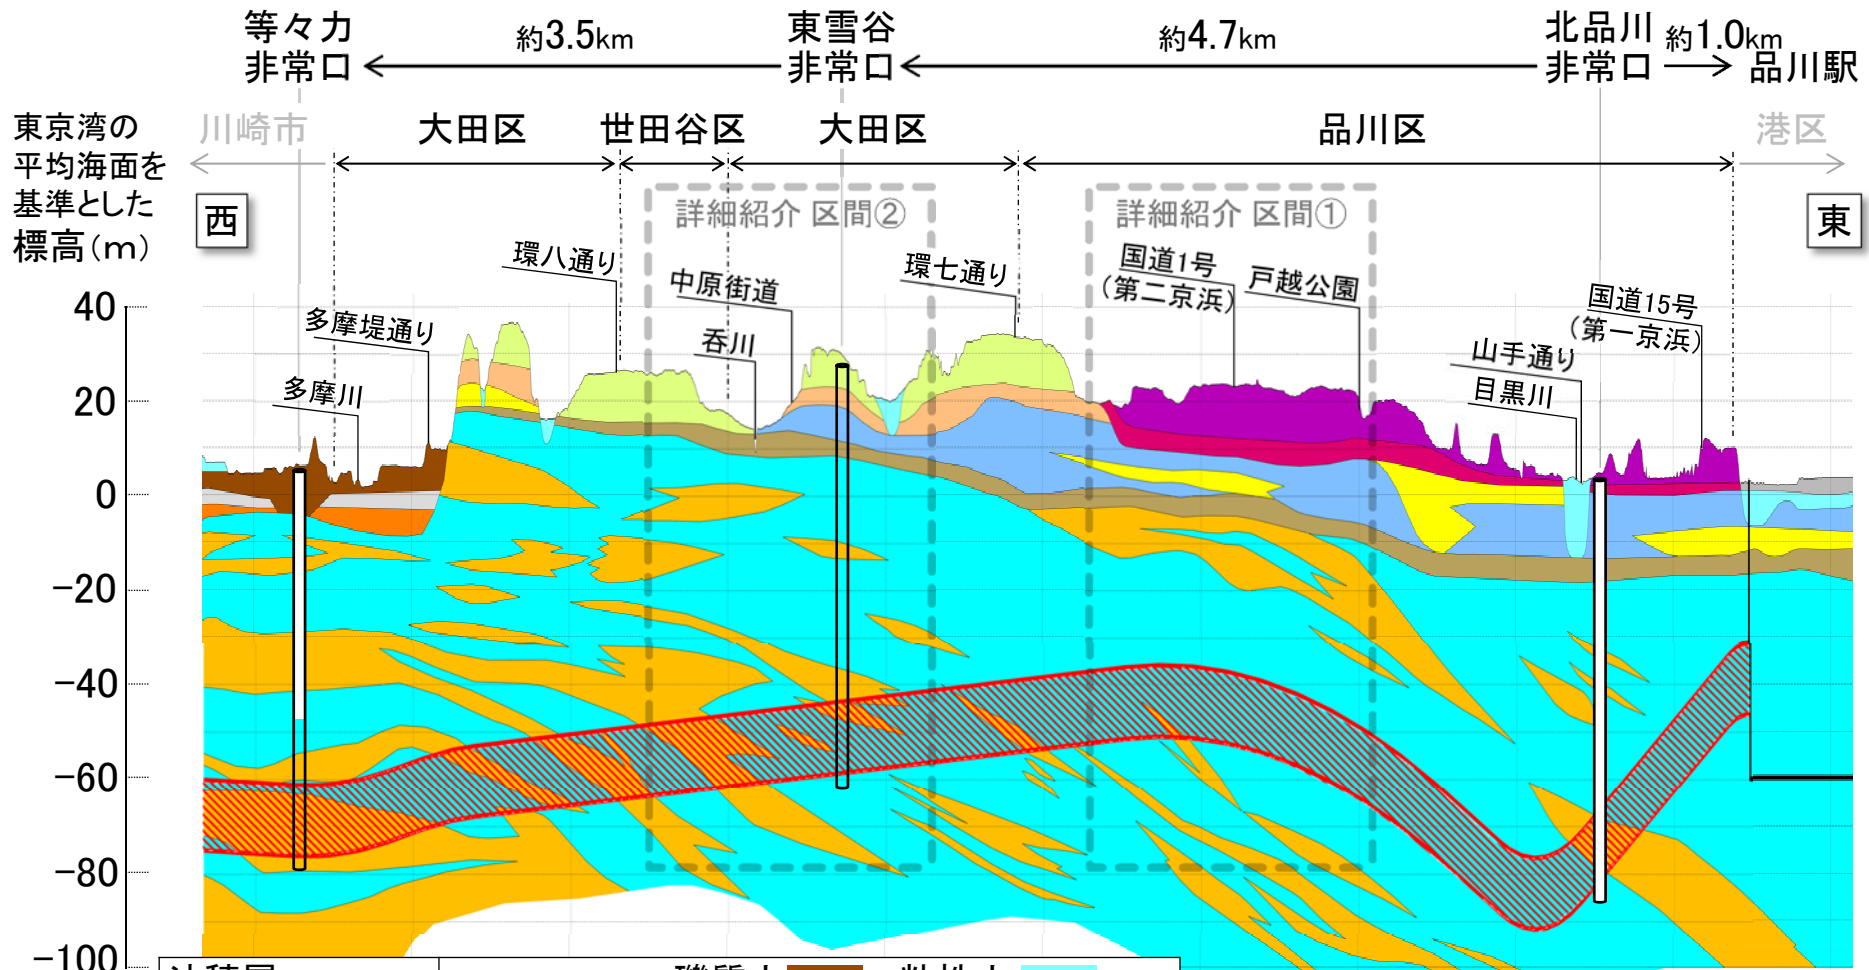 等々力
非常口
約3.5km
東雪谷
非常口
約4.7km
北品川
非常口
約1.0km
品川駅
東京湾の
平均海面を
基準とした
標高（ｍ）
川崎市
大田区
世田谷区
大田区
品川区
港区
西
東
詳細紹介 区間②
詳細紹介 区間①
環八通り
中原街道
呑川
環七通り
国道1号
（第二京浜）
戸越公園
国道15号
（第一京浜）
山手通り
目黒川
多摩堤通り
多摩川
40
20
0
−20
−40
−60
−80
−100